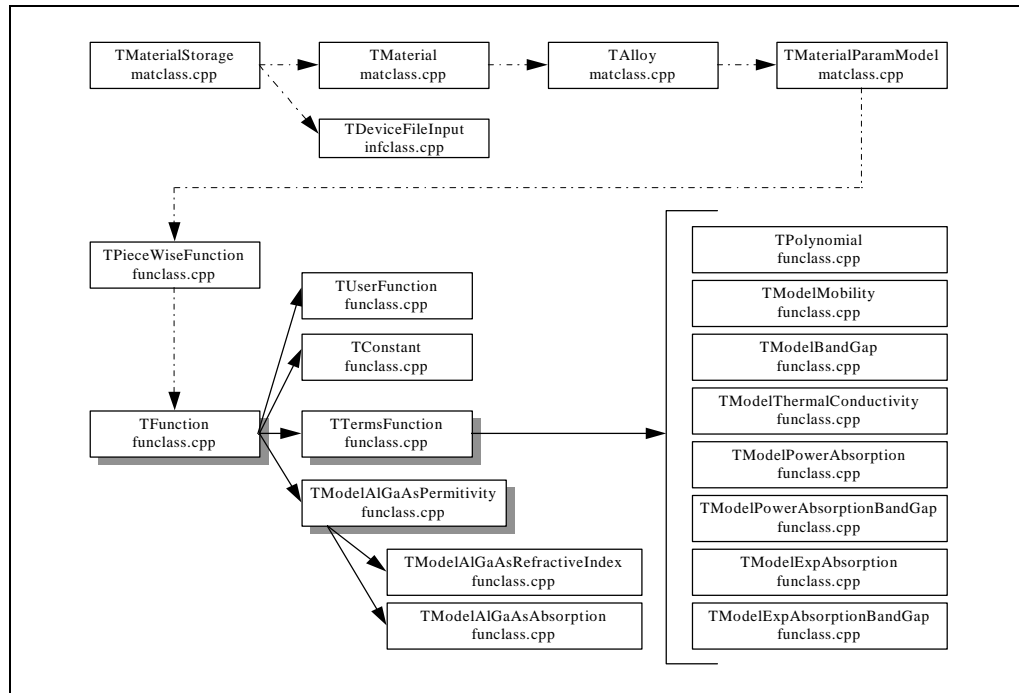 TMaterialStorage
matclass.cpp
TMaterial
matclass.cpp
TAlloy
matclass.cpp
TMaterialParamModel
matclass.cpp
TDeviceFileInput
infclass.cpp
TPieceWiseFunction
funclass.cpp
TUserFunction
funclass.cpp
TConstant
funclass.cpp
TFunction
funclass.cpp
TTermsFunction
funclass.cpp
TModelAlGaAsPermitivity
funclass.cpp
TModelAlGaAsRefractiveIndex
funclass.cpp
TModelAlGaAsAbsorption
funclass.cpp
TPolynomial
funclass.cpp
TModelMobility
funclass.cpp
TModelBandGap
funclass.cpp
TModelThermalConductivity
funclass.cpp
TModelPowerAbsorption
funclass.cpp
TModelPowerAbsorptionBandGap
funclass.cpp
TModelExpAbsorption
funclass.cpp
TModelExpAbsorptionBandGap
funclass.cpp